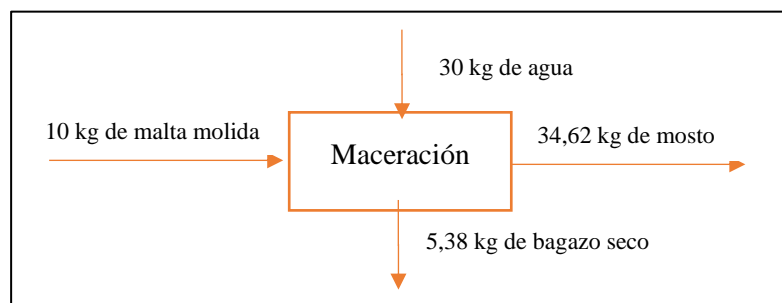 30 kg de agua
10 kg de malta molida
Maceración
34,62 kg de mosto
5,38 kg de bagazo seco